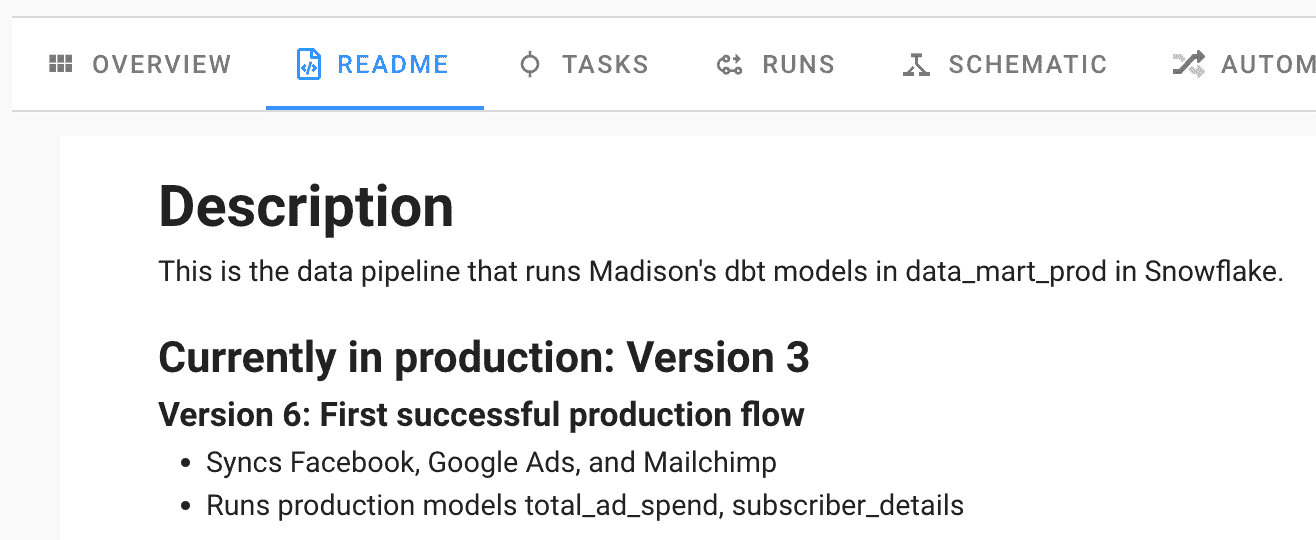 OVERVIEW README TASKS RUNS SCHEMATIC AUTOM
Description
This is the data pipeline that runs Madison's dbt models in data_mart_prod in Snowflake.
Currently in production: Version 3
Version 6: First successful production flow
• Syncs Facebook, Google Ads, and Mailchimp
• Runs production models total_ad_spend, subscriber_details